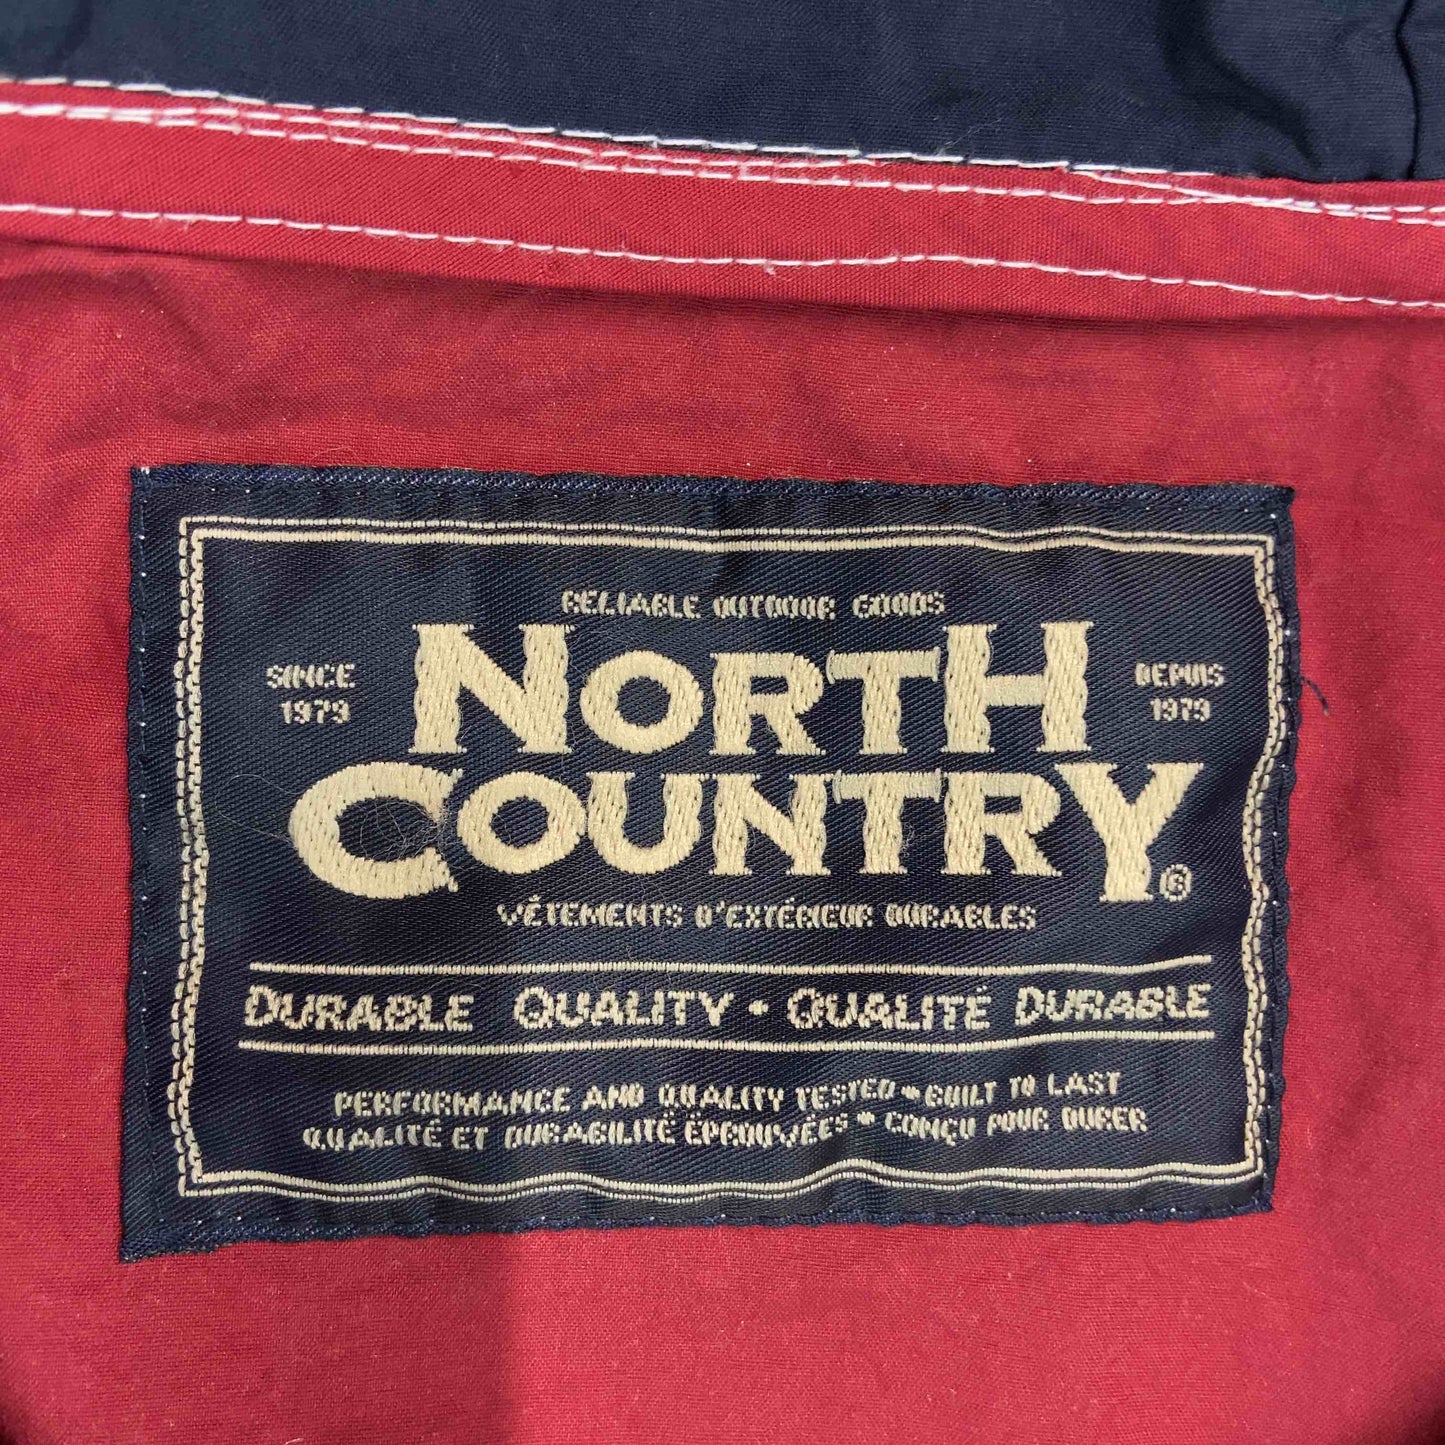 RELIABLE OUTDOOR GOODS
SINCE
1979
NORTH
COUNTRY®
DEPUIS
1979
VÊTEMENTS D'EXTÉRIEUR DURABLES
DURABLE QUALITY • QUALITÉ DURABLE
PERFORMANCE AND QUALITY TESTED • BUILT TO LAST
QUALITÉ ET DURABILITÉ ÉPROUVÉES • CONÇU POUR DURER